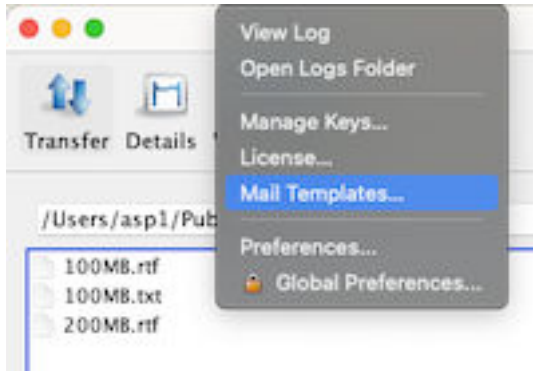 View Log
Open Logs Folder
Manage Keys...
License...
Mail Templates...
Preferences...
Global Preferences...
Transfer Details
/Users/asp1/Pub
100MB.rtf
100MB.txt
200MB.rtf